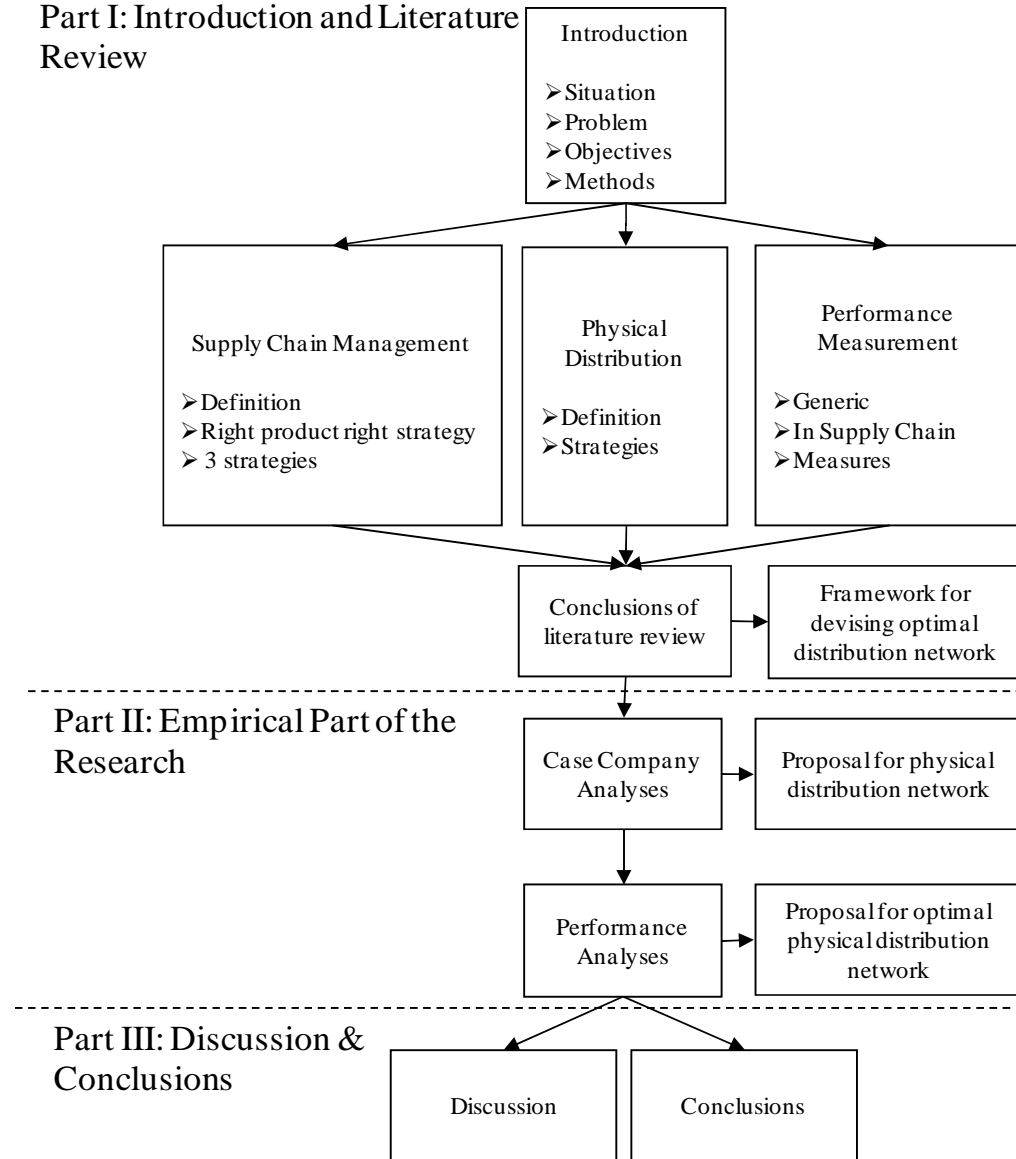 Part I: Introduction and Literature
Review
Introduction
➢Situation
➢Problem
➢Objectives
➢Methods
Supply Chain Management
➢Definition
➢Right product right strategy
➢ 3 strategies
Physical
Distribution
➢Definition
➢Strategies
Performance
Measurement
➢Generic
➢In Supply Chain
➢Measures
Conclusions of
literature review
Framework for
devising optimal
distribution network
Part II: Empirical Part of the
Research
Case Company
Analyses
Proposal for physical
distribution network
Performance
Analyses
Proposal for optimal
physical distribution
network
Part III: Discussion &
Conclusions
Discussion
Conclusions